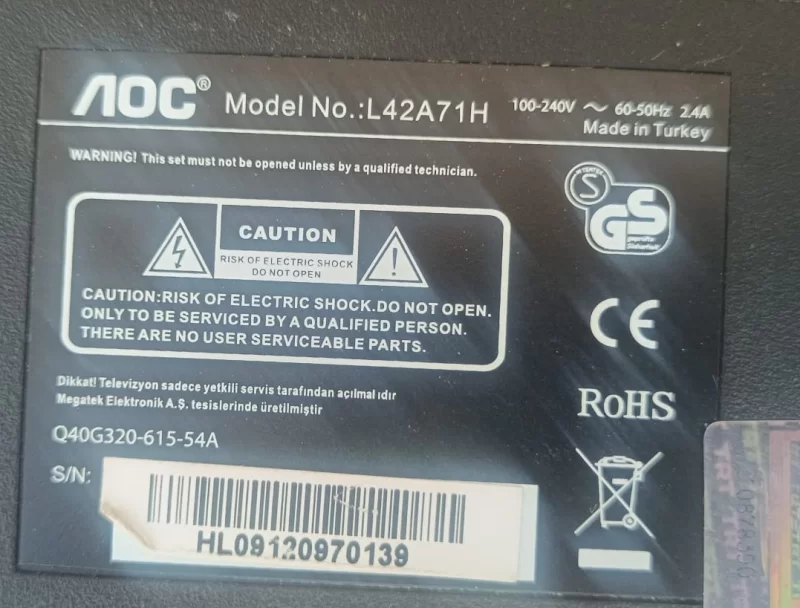 AOC® Model No.:L42A71H 100-240V ~ 60-50Hz 2.4A
Made in Turkey
WARNING! This set must not be opened unless by a qualified technician.
S
GS
geprüfte
Sicherheit
CAUTION
RISK OF ELECTRIC SHOCK
DO NOT OPEN
CAUTION:RISK OF ELECTRIC SHOCK.DO NOT OPEN.
ONLY TO BE SERVICED BY A QUALIFIED PERSON.
THERE ARE NO USER SERVICEABLE PARTS.
CE
RoHS
Dikkat! Televizyon sadece yetkili servis tarafından açılmalıdır
Megatek Elektronik A.Ş. tesislerinde üretilmiştir
Q40G320-615-54A
S/N:
HL09120970139
TRT